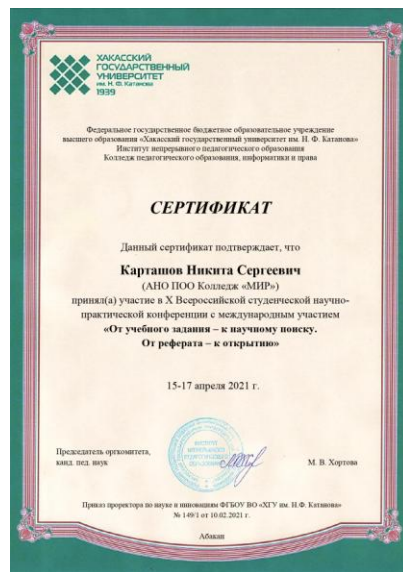 ХАКАССКИЙ
ГОСУДАРСТВЕННЫЙ
УНИВЕРСИТЕТ
им. Н. Ф. Катанова
1939
Федеральное государственное бюджетное образовательное учреждение
высшего образования «Хакасский государственный университет им. Н. Ф. Катанова»
Институт непрерывного педагогического образования
Колледж педагогического образования, информатики и права
СЕРТИФИКАТ
Данный сертификат подтверждает, что
Карташов Никита Сергеевич
(АНО ПОО Колледж «МИР»)
принял(а) участие в X Всероссийской студенческой научно-
практической конференции с международным участием
«От учебного задания – к научному поиску.
От реферата – к открытию»
15-17 апреля 2021 г.
ИНСТИТУТ
НЕПРЕРЫВНОГО
ПЕДАГОГИЧЕСКОГО
ОБРАЗОВАНИЯ
Председатель оргкомитета,
канд. пед. наук М. В. Хортова
Приказ проректора по науке и инновациям ФГБОУ ВО «ХГУ им. Н.Ф. Катанова»
№ 149/1 от 10.02.2021 г.
Абакан